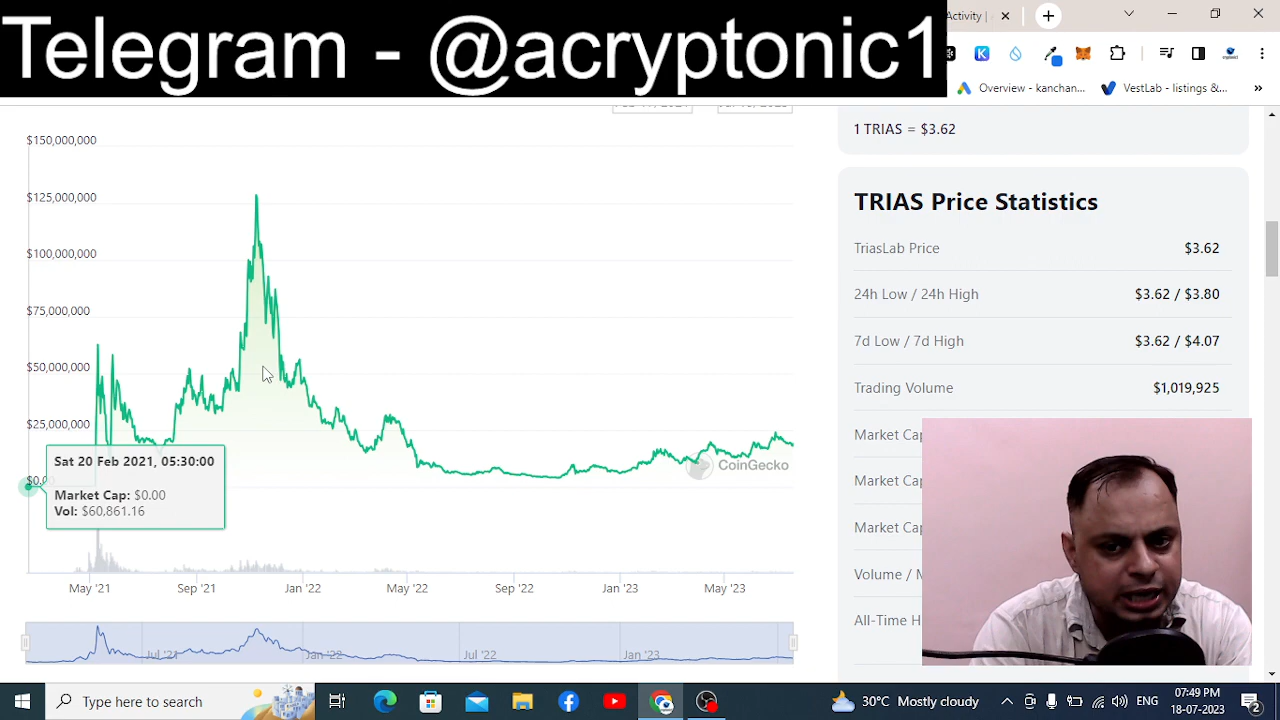 Telegram - @acryptonic1
Activity
Overview - kanchan...
VestLab - listings &...
»
$150,000,000
$125,000,000
$100,000,000
$75,000,000
$50,000,000
$25,000,000
Sat 20 Feb 2021, 05:30:00
Market Cap: $0.00
Vol: $60,861.16
CoinGecko
May '21
Sep '21
Jan '22
May '22
Sep '22
Jan '23
May '23
Jul '21
Jan '22
Jul '22
Jan '23
1 TRIAS = $3.62
TRIAS Price Statistics
TriasLab Price $3.62
24h Low / 24h High $3.62 / $3.80
7d Low / 7d High $3.62 / $4.07
Trading Volume $1,019,925
Market Cap
Market Cap
Market Cap
Volume / M
All-Time H
Type here to search
30°C Mostly cloudy
ENG
07:49 PM
18-07-2023
2